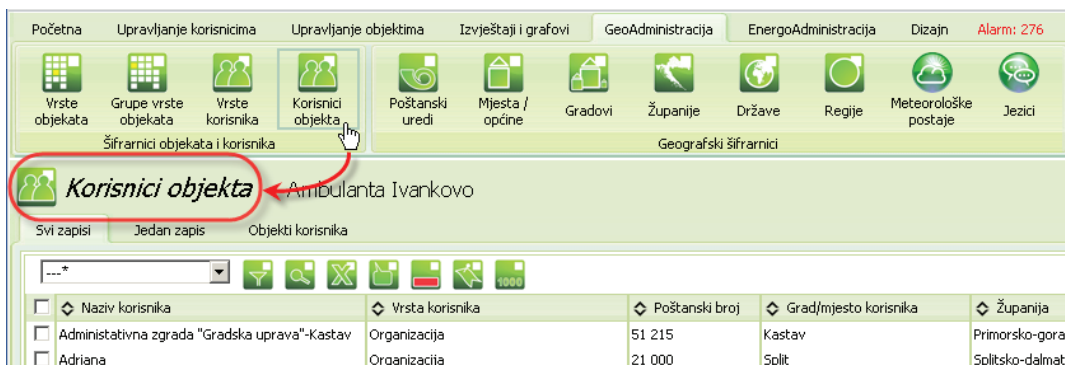 Početna Upravljanje korisnicima Upravljanje objektima Izvještaji i grafovi GeoAdministracija EnergoAdministracija Dizajn Alarm: 276
Vrste objekata Grupe vrste objekata Vrste korisnika Korisnici objekta Poštanski uredi Mjesta / općine Gradovi Županije Države Regije Meteorološke postaje Jezici
Šifrarnici objekata i korisnika Geografski šifrarnici
Korisnici objekta Ambulanta Ivankovo
Svi zapisi Jedan zapis Objekti korisnika
---*
1000
Naziv korisnika Vrsta korisnika Poštanski broj Grad/mjesto korisnika Županija
Administativna zgrada "Gradska uprava"-Kastav Organizacija 51 215 Kastav Primorsko-gora
Adriana Organizacija 21 000 Split Splitsko-dalmat